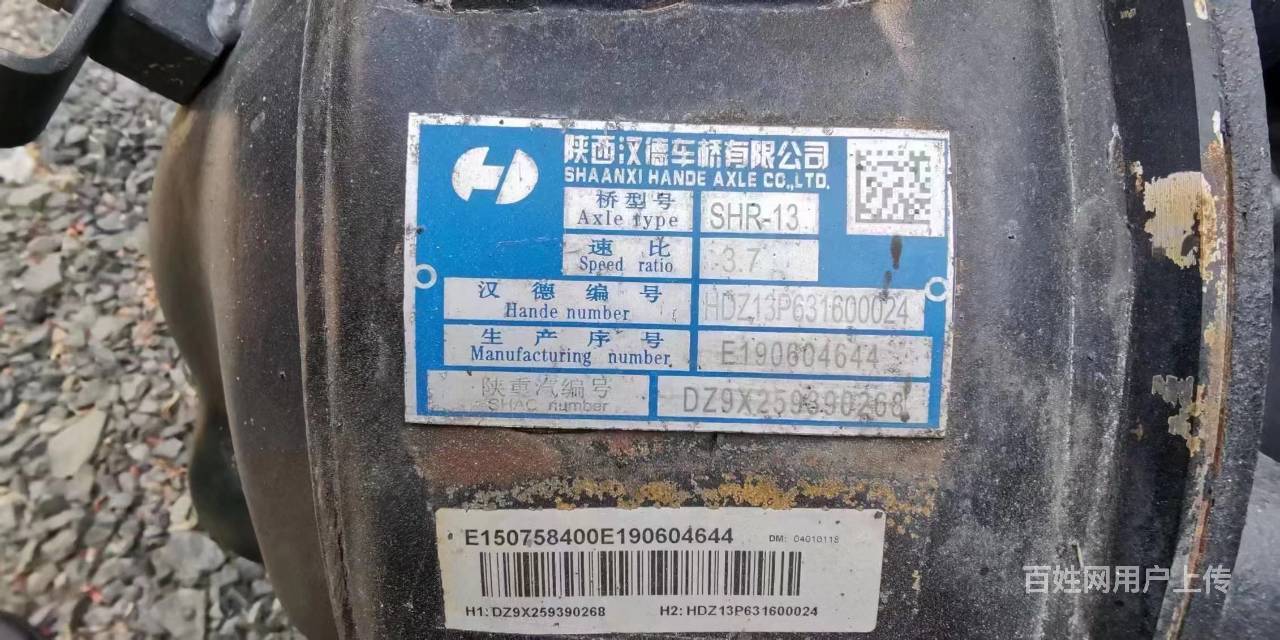 陕西汉德车桥有限公司
SHAANXI HANDE AXLE CO.,LTD.
桥型号
Axle type
SHR-13
速比
Speed ratio
3.7
汉德编号
Hande number
HDZ13P631600024
生产序号
Manufacturing number
E190604644
陕重汽编号
SHAC number
DZ9X259390268
E150758400E190604644 DM: 04010118
H1:DZ9X259390268 H2:HDZ13P631600024
百姓网用户上传